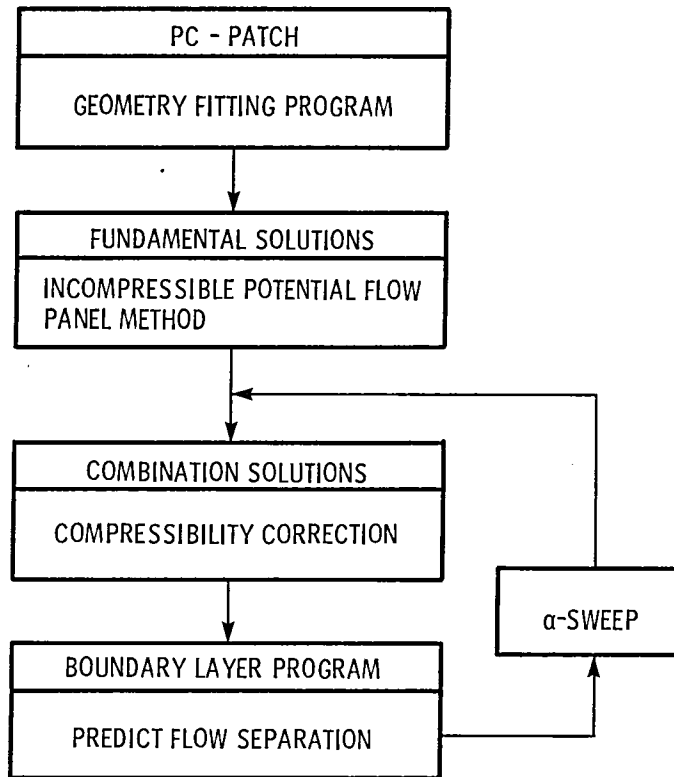 PC - PATCH
GEOMETRY FITTING PROGRAM
FUNDAMENTAL SOLUTIONS
INCOMPRESSIBLE POTENTIAL FLOW
PANEL METHOD
COMBINATION SOLUTIONS
COMPRESSIBILITY CORRECTION
α-SWEEP
BOUNDARY LAYER PROGRAM
PREDICT FLOW SEPARATION